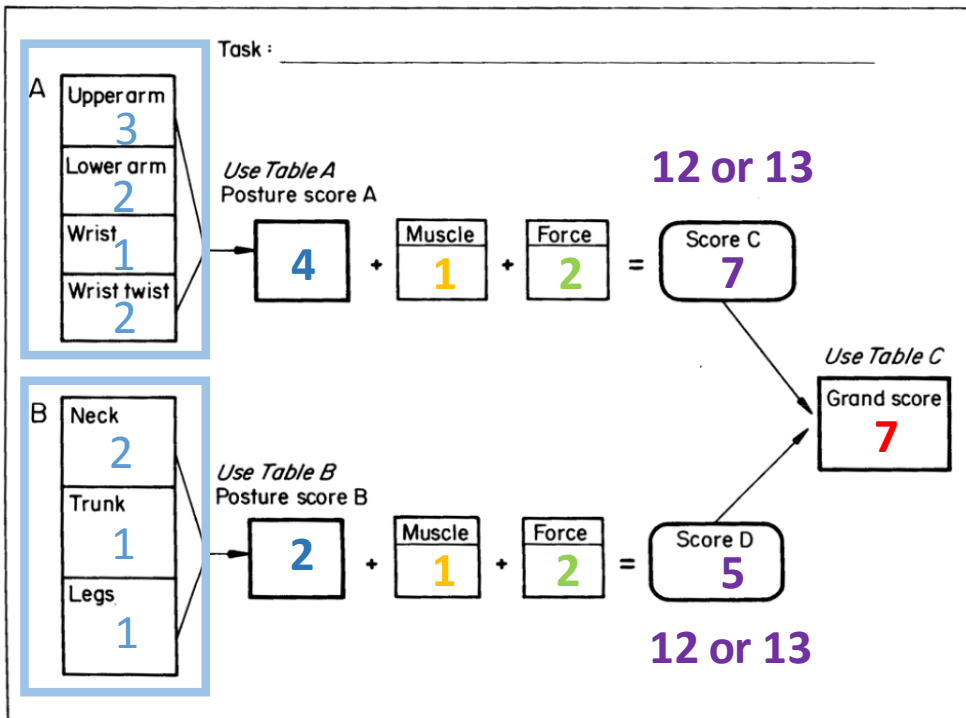 Task :
A
Upper arm
3
Lower arm
2
Wrist
1
Wrist twist
2
Use Table A
Posture score A
4
+
Muscle
1
+
Force
2
=
12 or 13
Score C
7
Use Table C
Grand score
7
B
Neck
2
Trunk
1
Legs
1
Use Table B
Posture score B
2
+
Muscle
1
+
Force
2
=
Score D
5
12 or 13